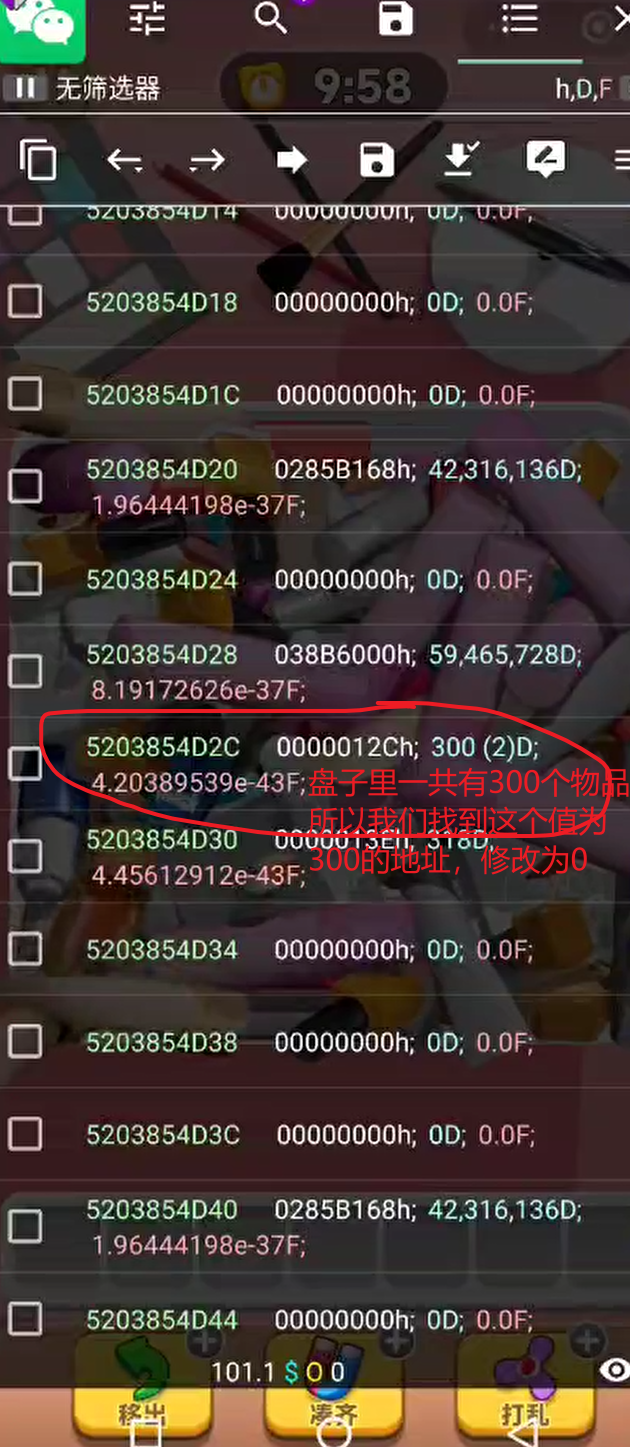 无筛选器 9:58 h,D,F
5203854D14 00000000h; 0D; 0.0F;
5203854D18 00000000h; 0D; 0.0F;
5203854D1C 00000000h; 0D; 0.0F;
5203854D20 0285B168h; 42,316,136D;
1.96444198e-37F;
5203854D24 00000000h; 0D; 0.0F;
5203854D28 038B6000h; 59,465,728D;
8.19172626e-37F;
5203854D2C 0000012Ch; 300 (2)D;
4.20389539e-43F;
盘子里一共有300个物品
所以我们找到这个值为
300的地址，修改为0
5203854D30 0000013Eh; 318D;
4.45612912e-43F;
5203854D34 00000000h; 0D; 0.0F;
5203854D38 00000000h; 0D; 0.0F;
5203854D3C 00000000h; 0D; 0.0F;
5203854D40 0285B168h; 42,316,136D;
1.96444198e-37F;
5203854D44 00000000h; 0D; 0.0F;
101.1 $ O 0
移出 凑齐 打乱